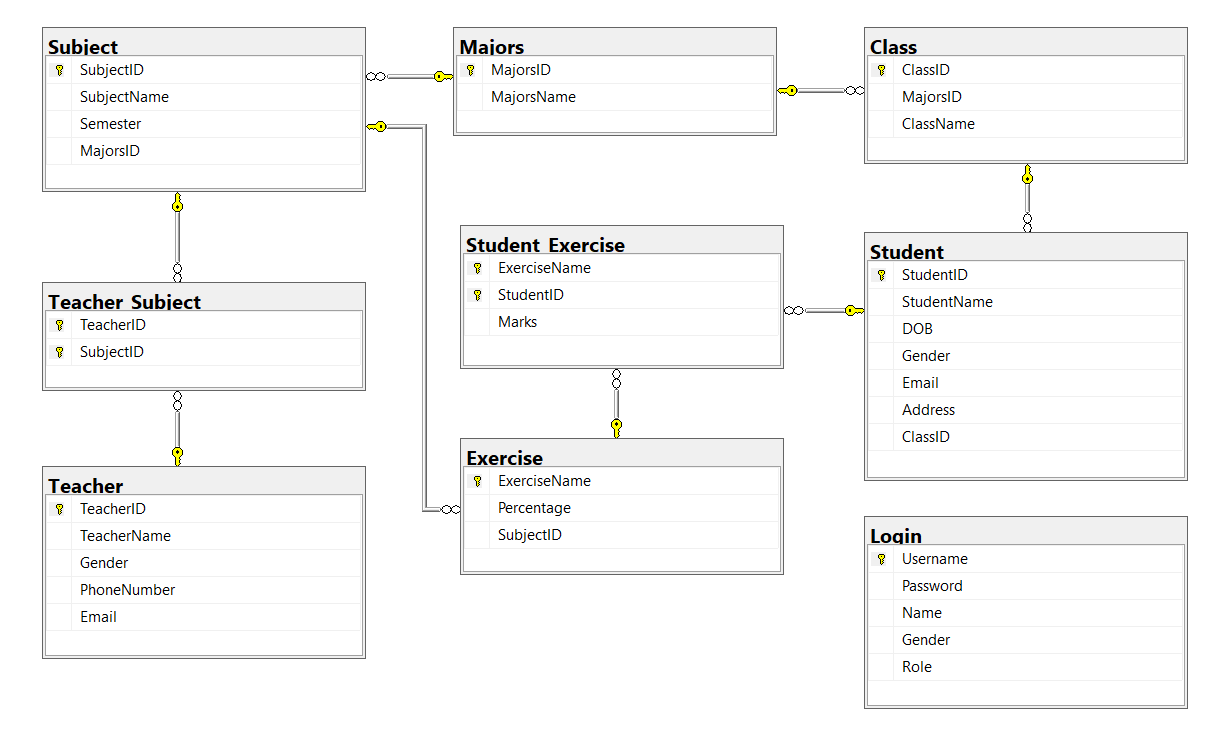 Subject
SubjectID
SubjectName
Semester
MajorsID
Majors
MajorsID
MajorsName
Class
ClassID
MajorsID
ClassName
Student_Exercise
ExerciseName
StudentID
Marks
Student
StudentID
StudentName
DOB
Gender
Email
Address
ClassID
Teacher_Subject
TeacherID
SubjectID
Exercise
ExerciseName
Percentage
SubjectID
Teacher
TeacherID
TeacherName
Gender
PhoneNumber
Email
Login
Username
Password
Name
Gender
Role